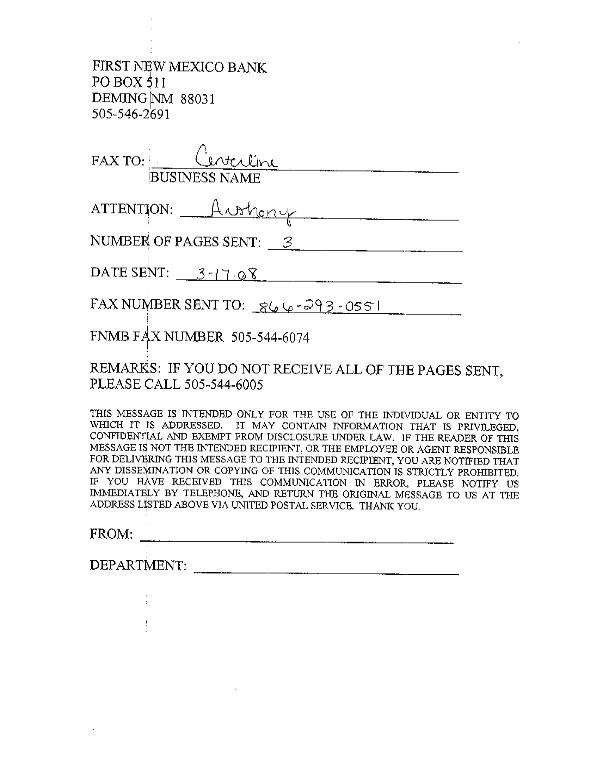 FIRST NEW MEXICO BANK
PO BOX 511
DEMING NM 88031
505-546-2691
FAX TO: Centerline
BUSINESS NAME
ATTENTION: Anthony
NUMBER OF PAGES SENT: 3
DATE SENT: 3-17-08
FAX NUMBER SENT TO: 866-293-0551
FNMB FAX NUMBER 505-544-6074
REMARKS: IF YOU DO NOT RECEIVE ALL OF THE PAGES SENT,
PLEASE CALL 505-544-6005
THIS MESSAGE IS INTENDED ONLY FOR THE USE OF THE INDIVIDUAL OR ENTITY TO
WHICH IT IS ADDRESSED. IT MAY CONTAIN INFORMATION THAT IS PRIVILEGED,
CONFIDENTIAL AND EXEMPT FROM DISCLOSURE UNDER LAW. IF THE READER OF THIS
MESSAGE IS NOT THE INTENDED RECIPIENT, OR THE EMPLOYEE OR AGENT RESPONSIBLE
FOR DELIVERING THIS MESSAGE TO THE INTENDED RECIPIENT, YOU ARE NOTIFIED THAT
ANY DISSEMINATION OR COPYING OF THIS COMMUNICATION IS STRICTLY PROHIBITED.
IF YOU HAVE RECEIVED THIS COMMUNICATION IN ERROR, PLEASE NOTIFY US
IMMEDIATELY BY TELEPHONE, AND RETURN THE ORIGINAL MESSAGE TO US AT THE
ADDRESS LISTED ABOVE VIA UNITED POSTAL SERVICE. THANK YOU.
FROM:
DEPARTMENT: